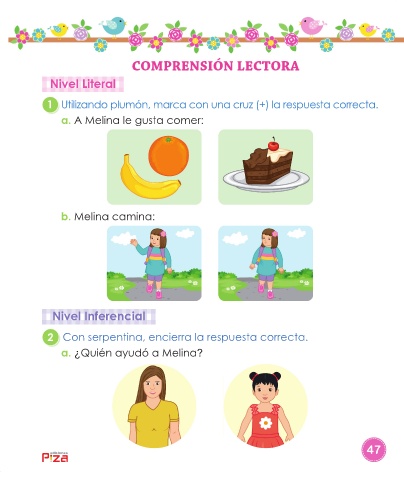 COMPRENSIÓN LECTORA
Nivel Literal
1 Utilizando plumón, marca con una cruz (+) la respuesta correcta.
a. A Melina le gusta comer:
b. Melina camina:
Nivel Inferencial
2 Con serpentina, encierra la respuesta correcta.
a. ¿Quién ayudó a Melina?
47